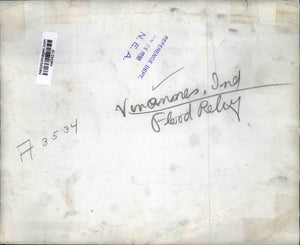 REFERENCE DEPT.
N.E.A.
Vincennes, Ind
Flood Relief
A 3534